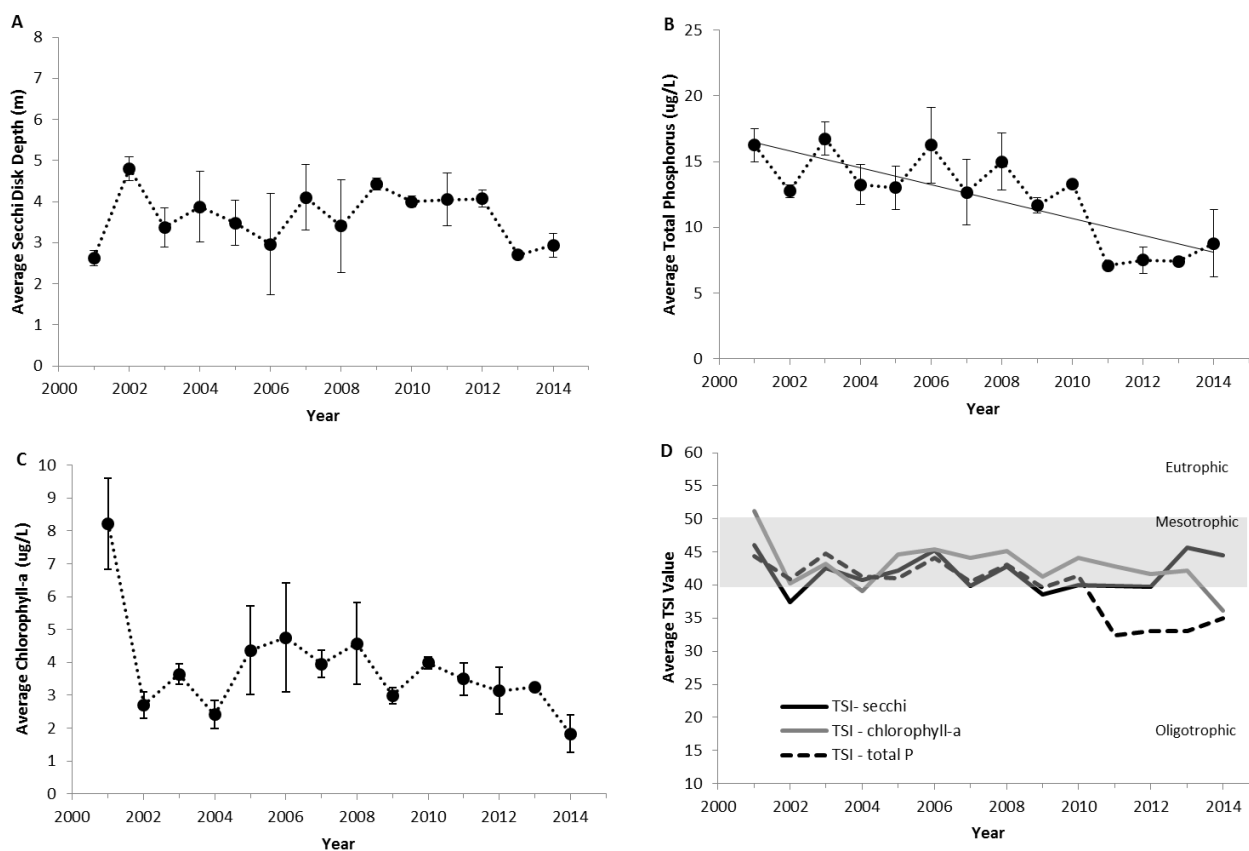 A
Average Secchi Disk Depth (m)
8
7
6
5
4
3
2
1
0
2000 2002 2004 2006 2008 2010 2012 2014
Year
B
Average Total Phosphorus (ug/L)
25
20
15
10
5
0
2000 2002 2004 2006 2008 2010 2012 2014
Year
C
Average Chlorophyll-a (ug/L)
10
9
8
7
6
5
4
3
2
1
0
2000 2002 2004 2006 2008 2010 2012 2014
Year
D
Average TSI Value
60
55
50
45
40
35
30
25
20
15
10
Eutrophic
Mesotrophic
Oligotrophic
TSI- secchi
TSI - chlorophyll-a
TSI - total P
2000 2002 2004 2006 2008 2010 2012 2014
Year